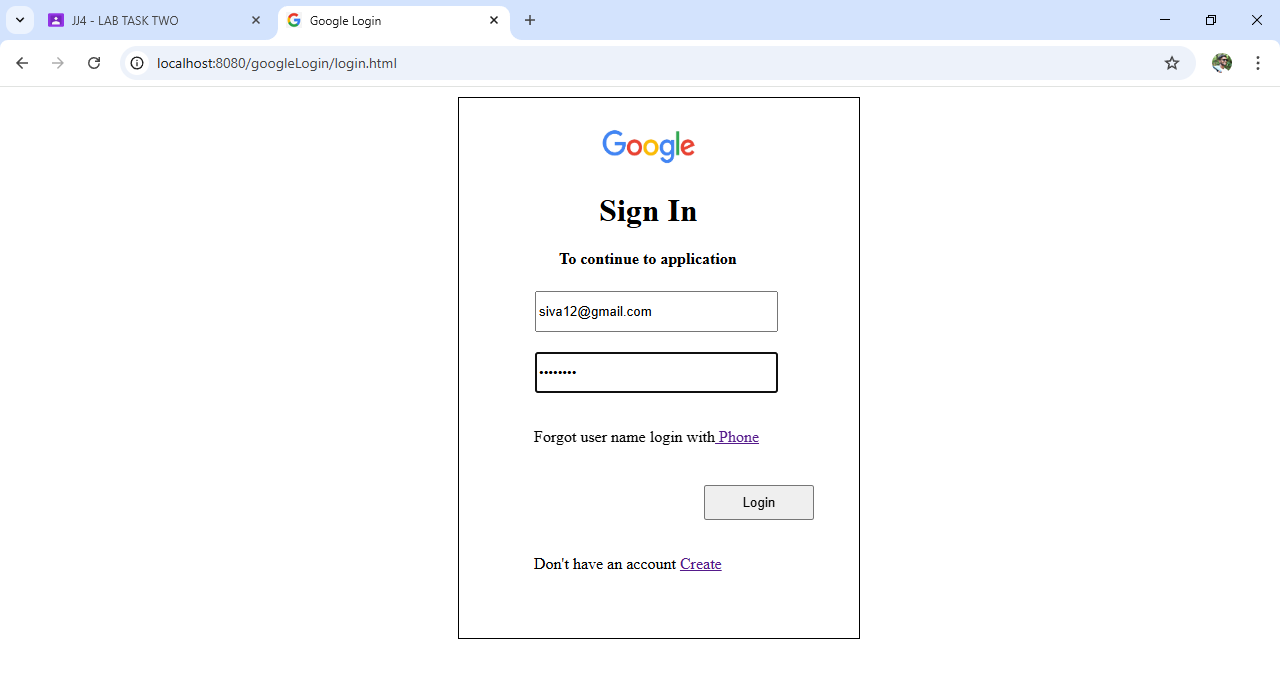 JJ4 - LAB TASK TWO
Google Login
localhost:8080/googleLogin/login.html
Google
Sign In
To continue to application
siva12@gmail.com
••••••••
Forgot user name login with Phone
Login
Don't have an account Create